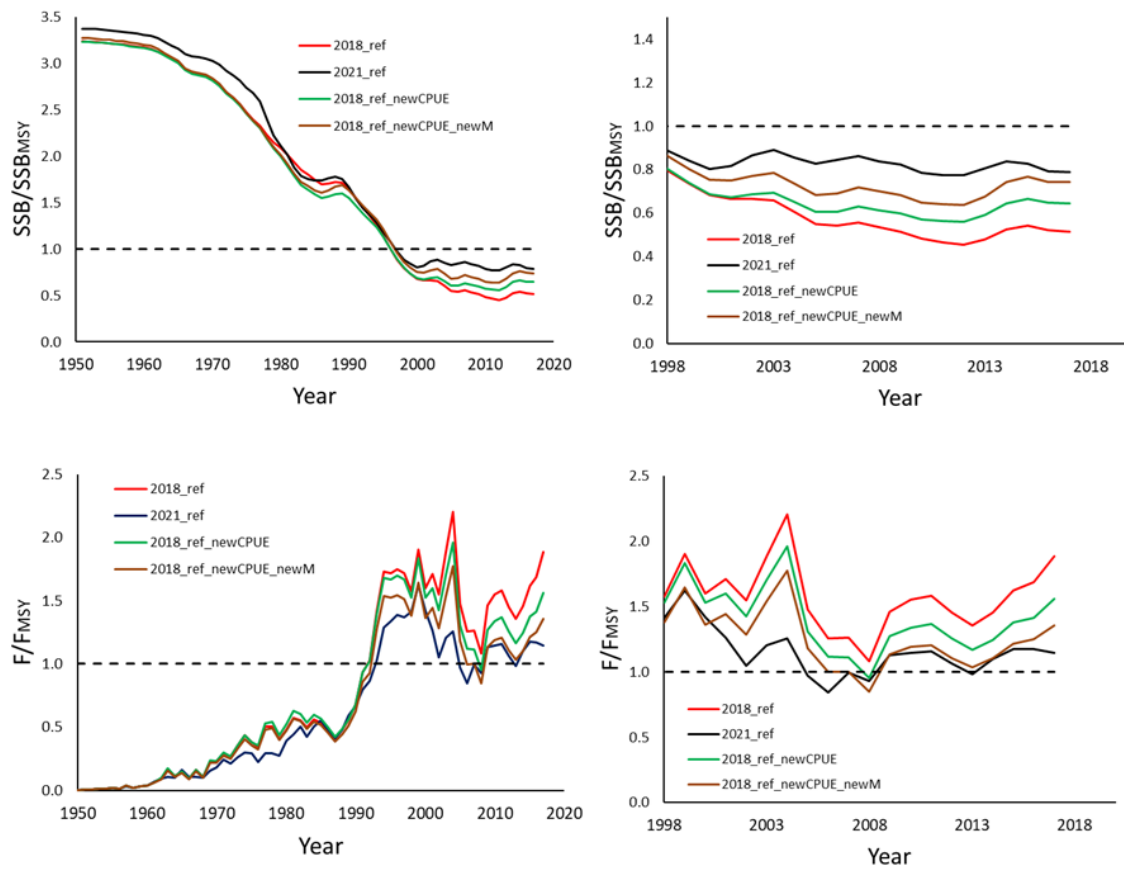 SSB/SSBMSY
3.5
3.0
2.5
2.0
1.5
1.0
0.5
0.0
2018_ref
2021_ref
2018_ref_newCPUE
2018_ref_newCPUE_newM
1950 1960 1970 1980 1990 2000 2010 2020
Year
SSB/SSBMSY
1.4
1.2
1.0
0.8
0.6
0.4
0.2
0.0
2018_ref
2021_ref
2018_ref_newCPUE
2018_ref_newCPUE_newM
1998 2003 2008 2013 2018
Year
F/FMSY
2.5
2.0
1.5
1.0
0.5
0.0
2018_ref
2021_ref
2018_ref_newCPUE
2018_ref_newCPUE_newM
1950 1960 1970 1980 1990 2000 2010 2020
Year
F/FMSY
2.5
2.0
1.5
1.0
0.5
0.0
2018_ref
2021_ref
2018_ref_newCPUE
2018_ref_newCPUE_newM
1998 2003 2008 2013 2018
Year